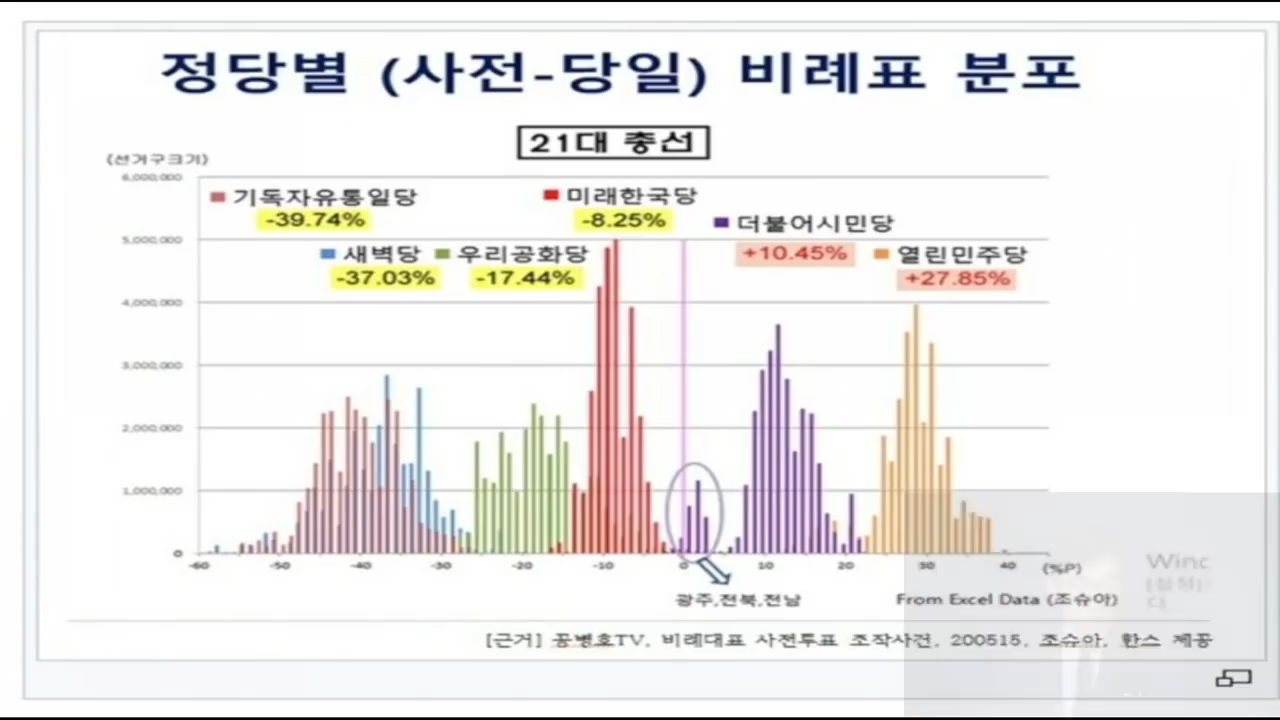 정당별 (사전-당일) 비례표 분포
21대 총선
(선거구크기)
기독자유통일당
-39.74%
미래한국당
-8.25%
더불어시민당
+10.45%
새벽당
-37.03%
우리공화당
-17.44%
열린민주당
+27.85%
6,000,000
5,000,000
4,000,000
3,000,000
2,000,000
1,000,000
0
-60 -50 -40 -30 -20 -10 0 10 20 30 40 (%P)
광주,전북,전남
From Excel Data (조슈아)
[근거] 공병호TV, 비례대표 사전투표 조작사건, 200515, 조슈아, 환스 제공
Winc
다